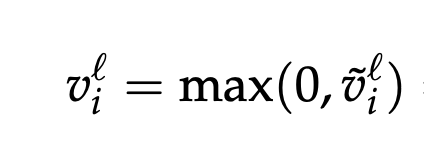 v_i^ℓ = max(0, ṽ_i^ℓ)